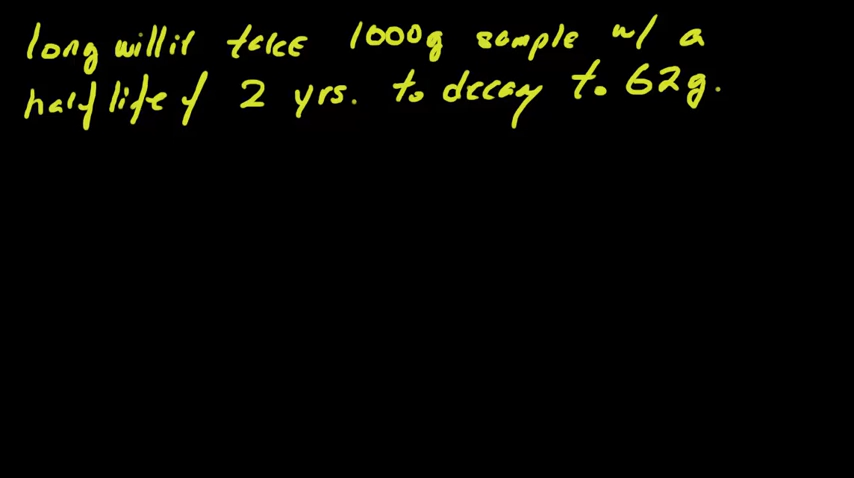 long will it take 1000g sample w/ a
half life of 2 yrs. to decay to 62g.